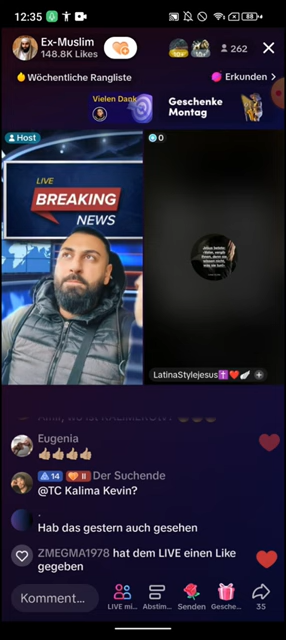 12:35
88
Ex-Muslim
148.8K Likes
262
Wöchentliche Rangliste
Erkunden >
Vielen Dank
Geschenke
Montag
Host
0
LIVE
BREAKING
NEWS
LatinaStylejesus✝️❤️🪽
Eugenia
👍🏼👍🏼👍🏼👍🏼
14 II Der Suchende
@TC Kalima Kevin?
.
Hab das gestern auch gesehen
ZMEGMA1978 hat dem LIVE einen Like
gegeben
Komment...
LIVE mi...
Abstim...
Senden
Gesche...
35